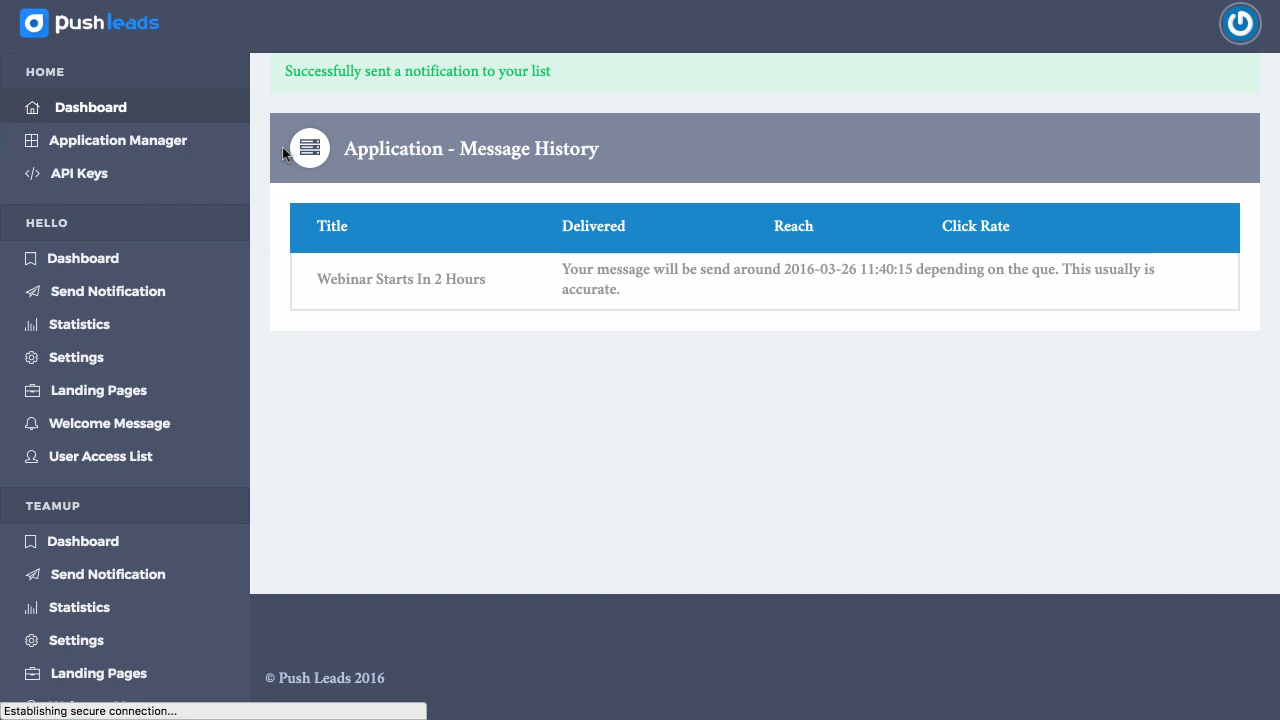 pushleads
HOME
Dashboard
Application Manager
API Keys
HELLO
Dashboard
Send Notification
Statistics
Settings
Landing Pages
Welcome Message
User Access List
TEAMUP
Dashboard
Send Notification
Statistics
Settings
Landing Pages
Successfully sent a notification to your list
Application - Message History
Title Delivered Reach Click Rate
Webinar Starts In 2 Hours
Your message will be send around 2016-03-26 11:40:15 depending on the que. This usually is
accurate.
© Push Leads 2016
Establishing secure connection...